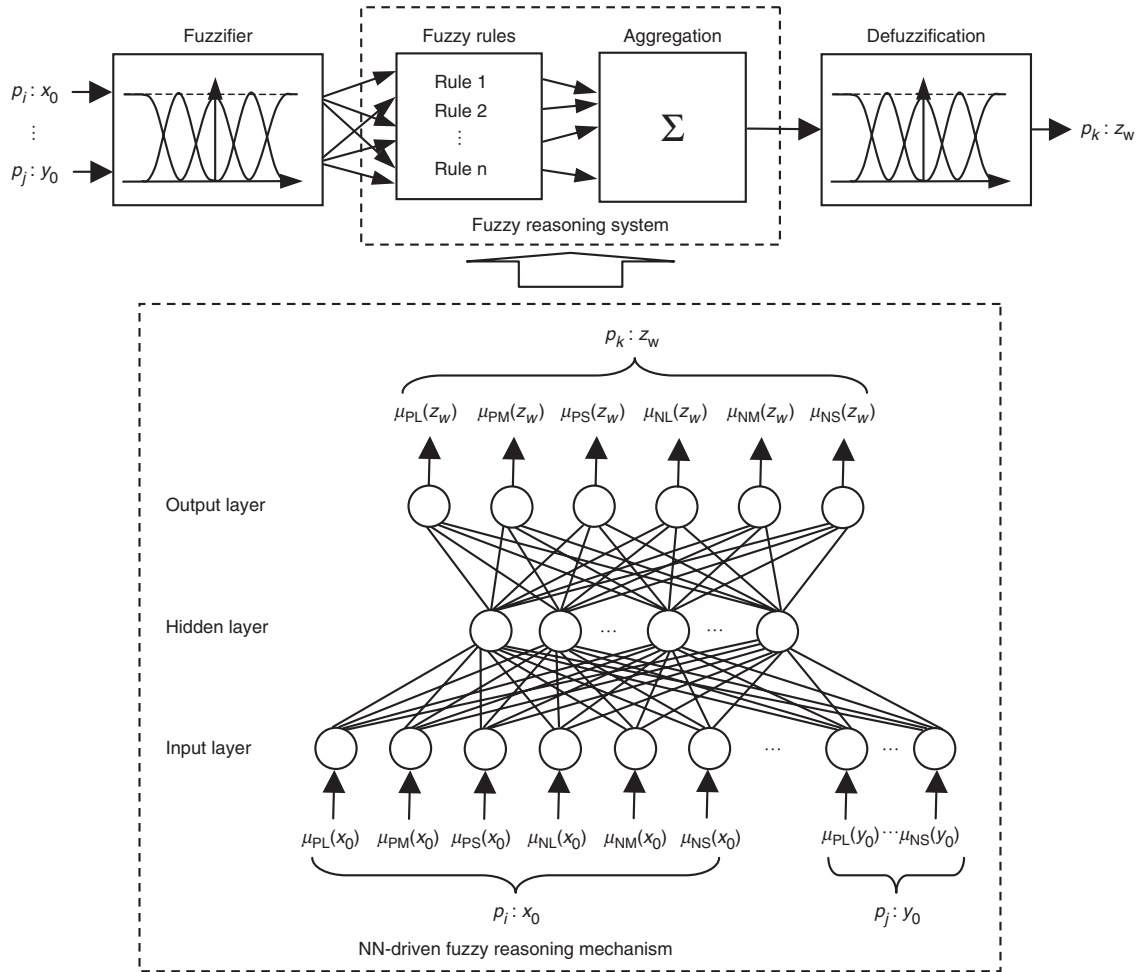 Fuzzifier Fuzzy rules Aggregation Defuzzification
p_i : x_0
⋮
p_j : y_0
Rule 1
Rule 2
⋮
Rule n
Σ
p_k : z_w
Fuzzy reasoning system
p_k : z_w
μ_PL(z_w) μ_PM(z_w) μ_PS(z_w) μ_NL(z_w) μ_NM(z_w) μ_NS(z_w)
Output layer
Hidden layer ... ...
Input layer ... ...
μ_PL(x_0) μ_PM(x_0) μ_PS(x_0) μ_NL(x_0) μ_NM(x_0) μ_NS(x_0) μ_PL(y_0)···μ_NS(y_0)
p_i : x_0 p_j : y_0
NN-driven fuzzy reasoning mechanism